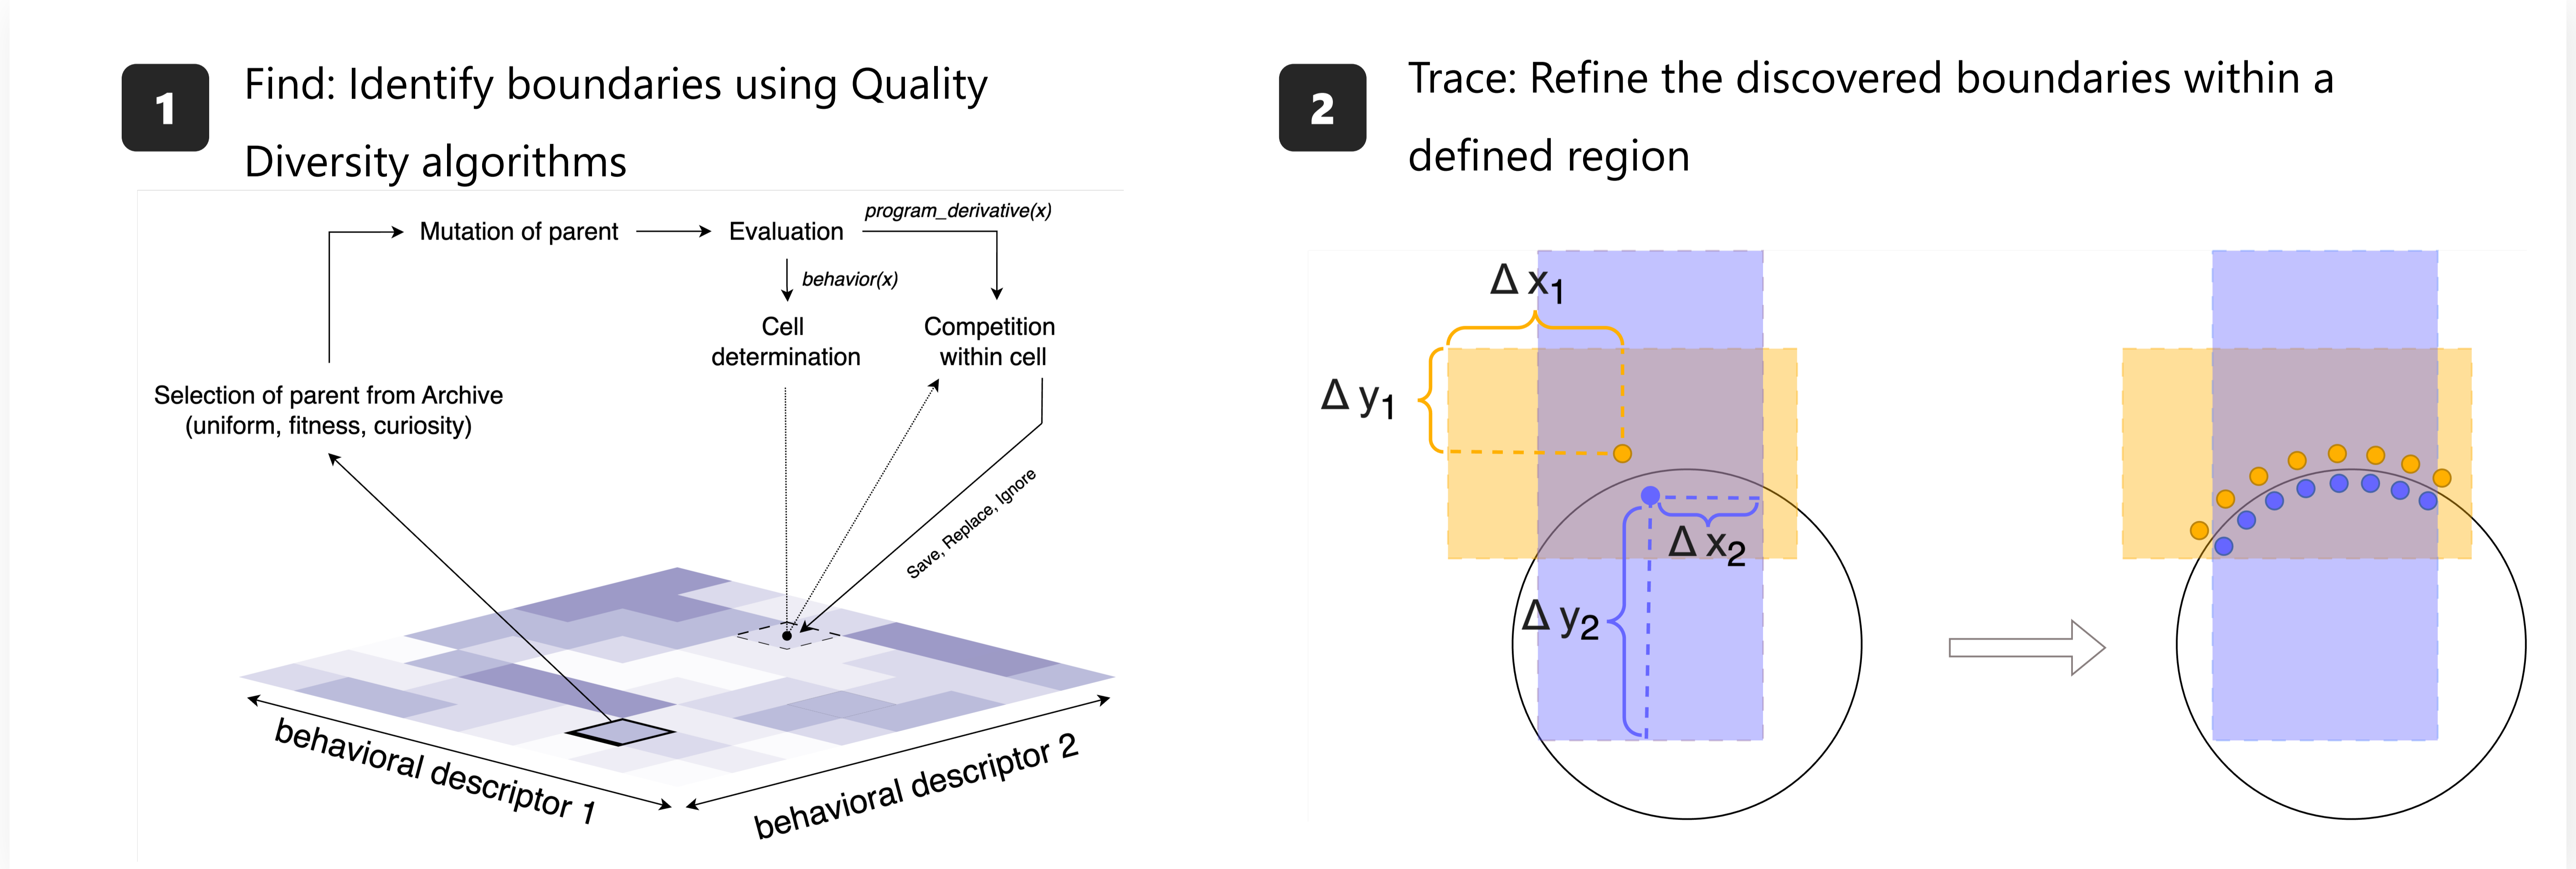 1
Find: Identify boundaries using Quality
Diversity algorithms
program_derivative(x)
Mutation of parent
Evaluation
behavior(x)
Cell
determination
Competition
within cell
Selection of parent from Archive
(uniform, fitness, curiosity)
Save, Replace, Ignore
behavioral descriptor 1
behavioral descriptor 2
2
Trace: Refine the discovered boundaries within a
defined region
Δ x₁
Δ y₁
Δ x₂
Δ y₂